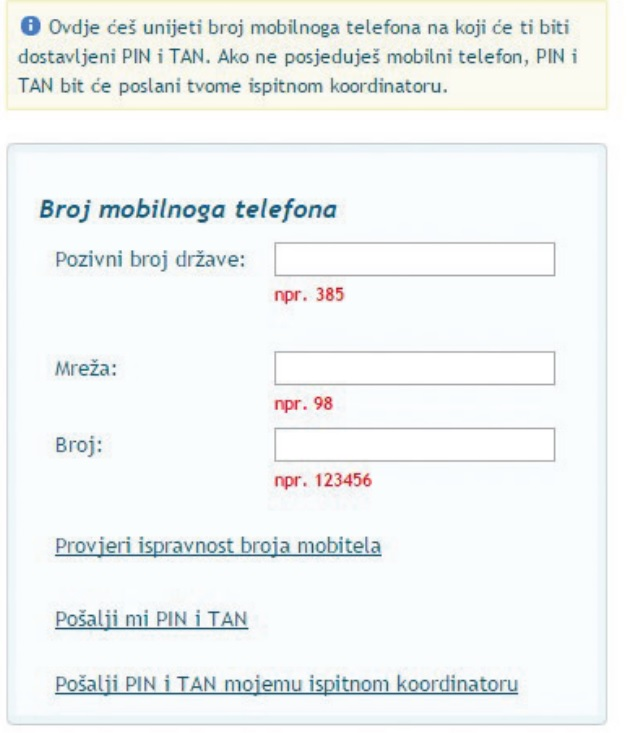 Ovdje ćeš unijeti broj mobilnoga telefona na koji će ti biti
dostavljeni PIN i TAN. Ako ne posjeduješ mobilni telefon, PIN i
TAN bit će poslani tvome ispitnom koordinatoru.
Broj mobilnoga telefona
Pozivni broj države:
npr. 385
Mreža:
npr. 98
Broj:
npr. 123456
Provjeri ispravnost broja mobitela
Pošalji mi PIN i TAN
Pošalji PIN i TAN mojemu ispitnom koordinatoru